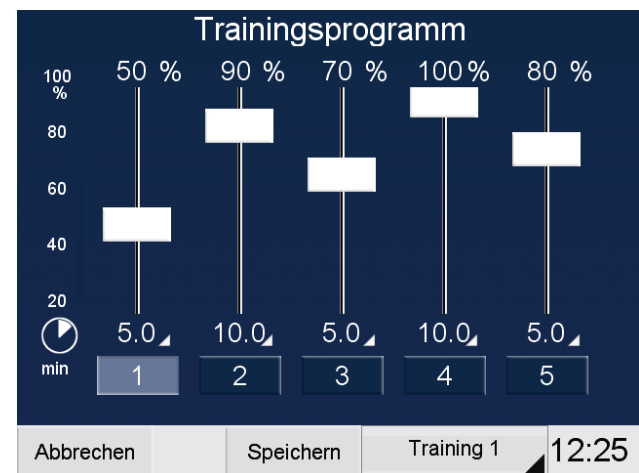 Trainingsprogramm
50 % 90 % 70 % 100 % 80 %
100
%
80
60
40
20
5.0 10.0 5.0 10.0 5.0
min 1 2 3 4 5
Abbrechen Speichern Training 1 12:25